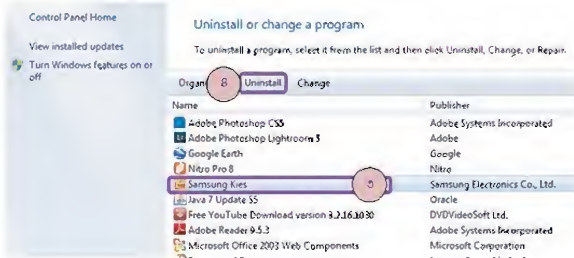 Control Panel Home
View installed updates
Turn Windows features on or off
Uninstall or change a program
To uninstall a program, select it from the list and then click Uninstall, Change, or Repair.
Organ 8 Uninstall Change
Name Publisher
Adobe Photoshop CS5 Adobe Systems Incorporated
Adobe Photoshop Lightroom 5 Adobe
Google Earth Google
Nitro Pro 8 Nitro
Samsung Kies Samsung Electronics Co., Ltd.
Java 7 Update 55 Oracle
Free YouTube Download version 3.2.16.1030 DVDVideoSoft Ltd.
Adobe Reader 9.5.3 Adobe Systems Incorporated
Microsoft Office 2003 Web Components Microsoft Corporation